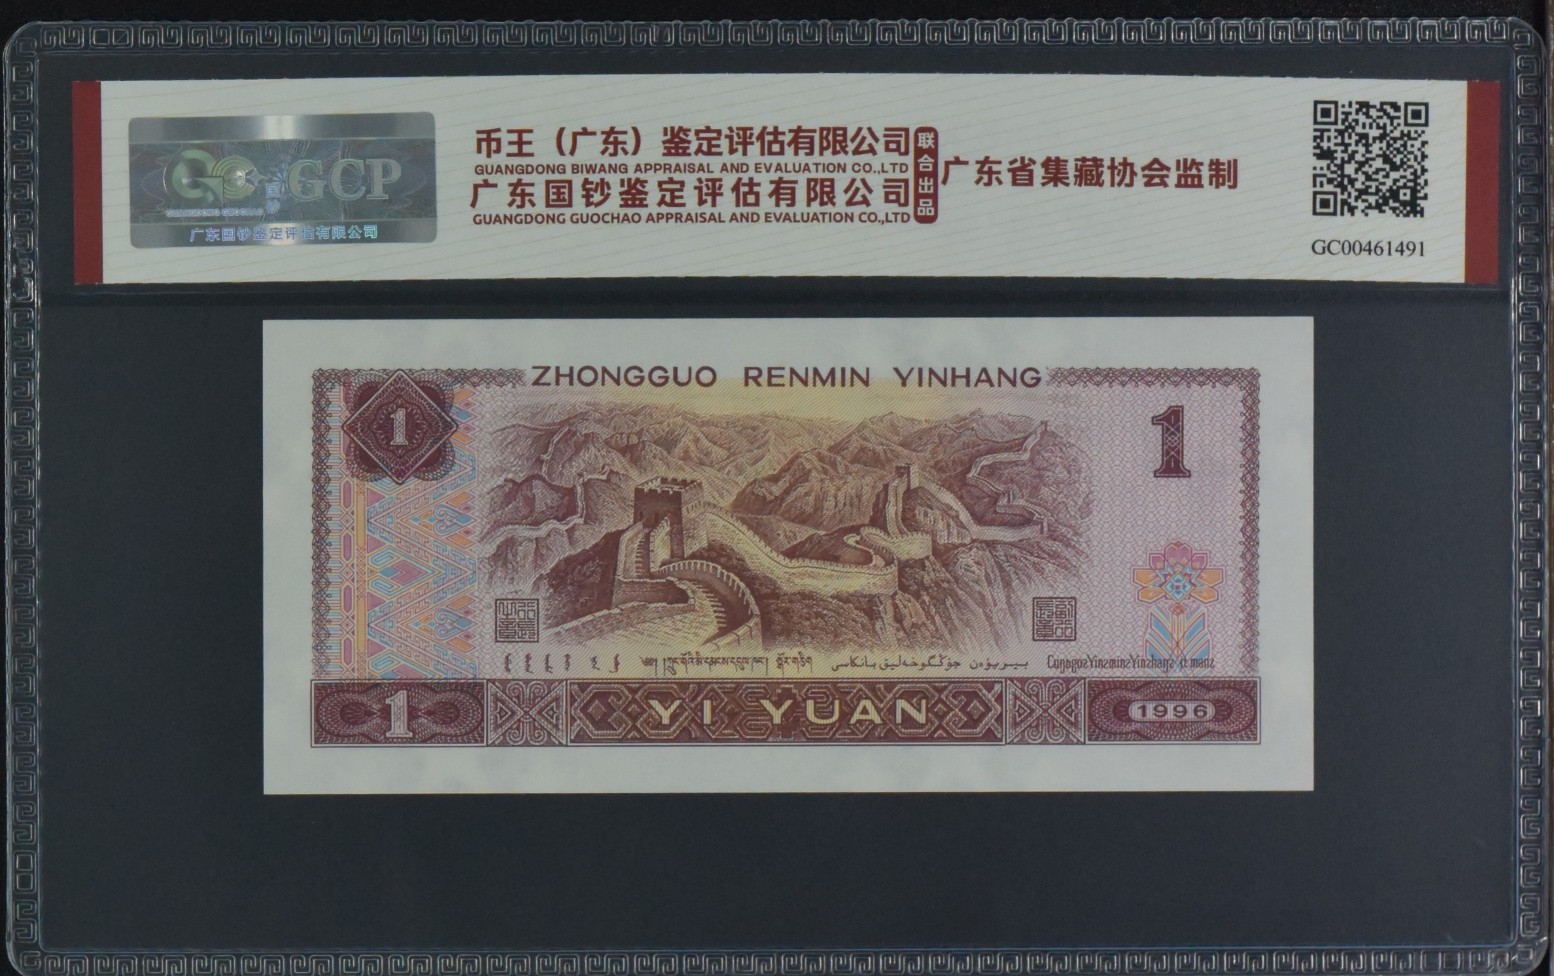 GCP
广东国钞鉴定评估有限公司
币王（广东）鉴定评估有限公司
GUANGDONG BIWANG APPRAISAL AND EVALUATION CO.,LTD
广东国钞鉴定评估有限公司
GUANGDONG GUOCHAO APPRAISAL AND EVALUATION CO.,LTD
联合出品
广东省集藏协会监制
GC00461491
ZHONGGUO RENMIN YINHANG
1
1
بىريۋەن جۇڭگوخەلىق بانكاسى
1
YI YUAN
1996